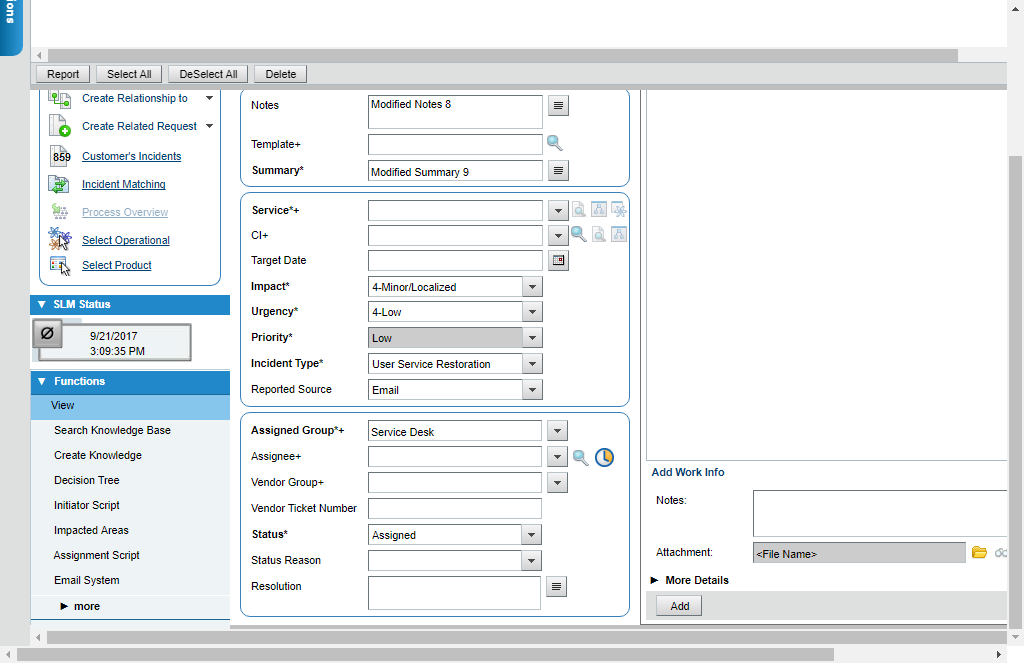 ions
Report
Select All
DeSelect All
Delete
Create Relationship to
Create Related Request
859
Customer's Incidents
Incident Matching
Process Overview
Select Operational
Select Product
SLM Status
9/21/2017
3:09:35 PM
Functions
View
Search Knowledge Base
Create Knowledge
Decision Tree
Initiator Script
Impacted Areas
Assignment Script
Email System
more
Notes
Modified Notes 8
Template+
Summary*
Modified Summary 9
Service*+
CI+
Target Date
Impact*
4-Minor/Localized
Urgency*
4-Low
Priority*
Low
Incident Type*
User Service Restoration
Reported Source
Email
Assigned Group*+
Service Desk
Assignee+
Vendor Group+
Vendor Ticket Number
Status*
Assigned
Status Reason
Resolution
Add Work Info
Notes:
Attachment:
<File Name>
More Details
Add